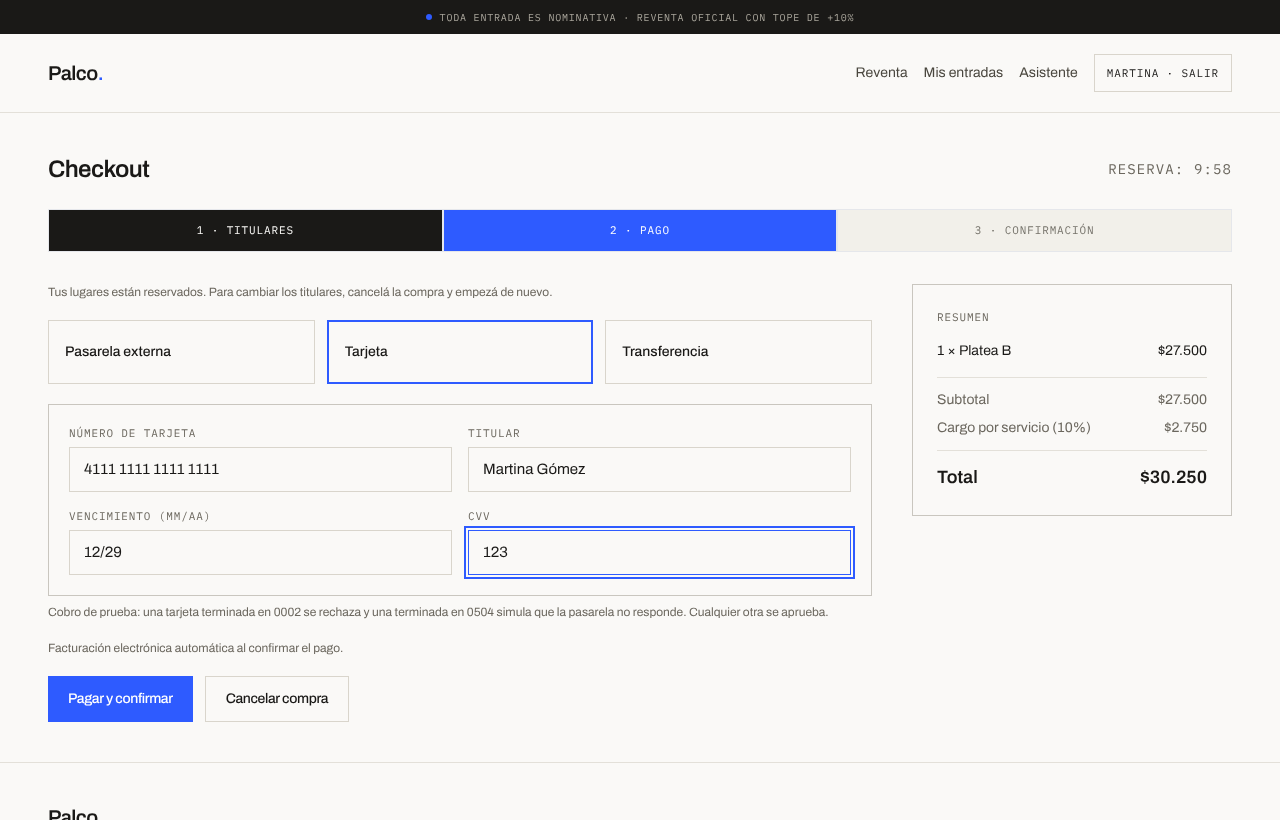 TODA ENTRADA ES NOMINATIVA · REVENTA OFICIAL CON TOPE DE +10%
Palco.
Reventa
Mis entradas
Asistente
MARTINA · SALIR
Checkout
RESERVA: 9:58
1 · TITULARES
2 · PAGO
3 · CONFIRMACIÓN
Tus lugares están reservados. Para cambiar los titulares, cancelá la compra y empezá de nuevo.
Pasarela externa
Tarjeta
Transferencia
NÚMERO DE TARJETA
4111 1111 1111 1111
TITULAR
Martina Gómez
VENCIMIENTO (MM/AA)
12/29
CVV
123
Cobro de prueba: una tarjeta terminada en 0002 se rechaza y una terminada en 0504 simula que la pasarela no responde. Cualquier otra se aprueba.
Facturación electrónica automática al confirmar el pago.
Pagar y confirmar
Cancelar compra
RESUMEN
1 × Platea B $27.500
Subtotal $27.500
Cargo por servicio (10%) $2.750
Total $30.250
Palco